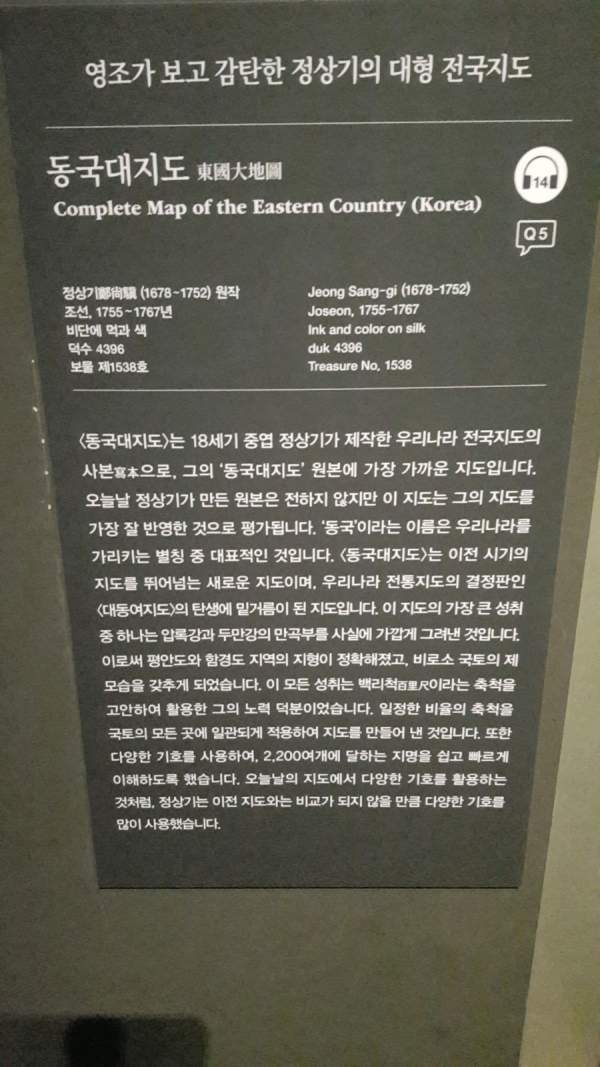 영조가 보고 감탄한 정상기의 대형 전국지도
동국대지도 東國大地圖
14
Complete Map of the Eastern Country (Korea)
Q5
정상기鄭尙驥 (1678~1752) 원작
조선, 1755~1767년
비단에 먹과 색
덕수 4396
보물 제1538호
Jeong Sang-gi (1678-1752)
Joseon, 1755-1767
Ink and color on silk
duk 4396
Treasure No. 1538
〈동국대지도〉는 18세기 중엽 정상기가 제작한 우리나라 전국지도의
사본寫本으로, 그의 ‘동국대지도’ 원본에 가장 가까운 지도입니다.
오늘날 정상기가 만든 원본은 전하지 않지만 이 지도는 그의 지도를
가장 잘 반영한 것으로 평가됩니다. ‘동국’이라는 이름은 우리나라를
가리키는 별칭 중 대표적인 것입니다. 〈동국대지도〉는 이전 시기의
지도를 뛰어넘는 새로운 지도이며, 우리나라 전통지도의 결정판인
〈대동여지도〉의 탄생에 밑거름이 된 지도입니다. 이 지도의 가장 큰 성취
중 하나는 압록강과 두만강의 만곡부를 사실에 가깝게 그려낸 것입니다.
이로써 평안도와 함경도 지역의 지형이 정확해졌고, 비로소 국토의 제
모습을 갖추게 되었습니다. 이 모든 성취는 백리척百里尺이라는 축척을
고안하여 활용한 그의 노력 덕분이었습니다. 일정한 비율의 축척을
국토의 모든 곳에 일관되게 적용하여 지도를 만들어 낸 것입니다. 또한
다양한 기호를 사용하여, 2,200여개에 달하는 지명을 쉽고 빠르게
이해하도록 했습니다. 오늘날의 지도에서 다양한 기호를 활용하는
것처럼, 정상기는 이전 지도와는 비교가 되지 않을 만큼 다양한 기호를
많이 사용했습니다.